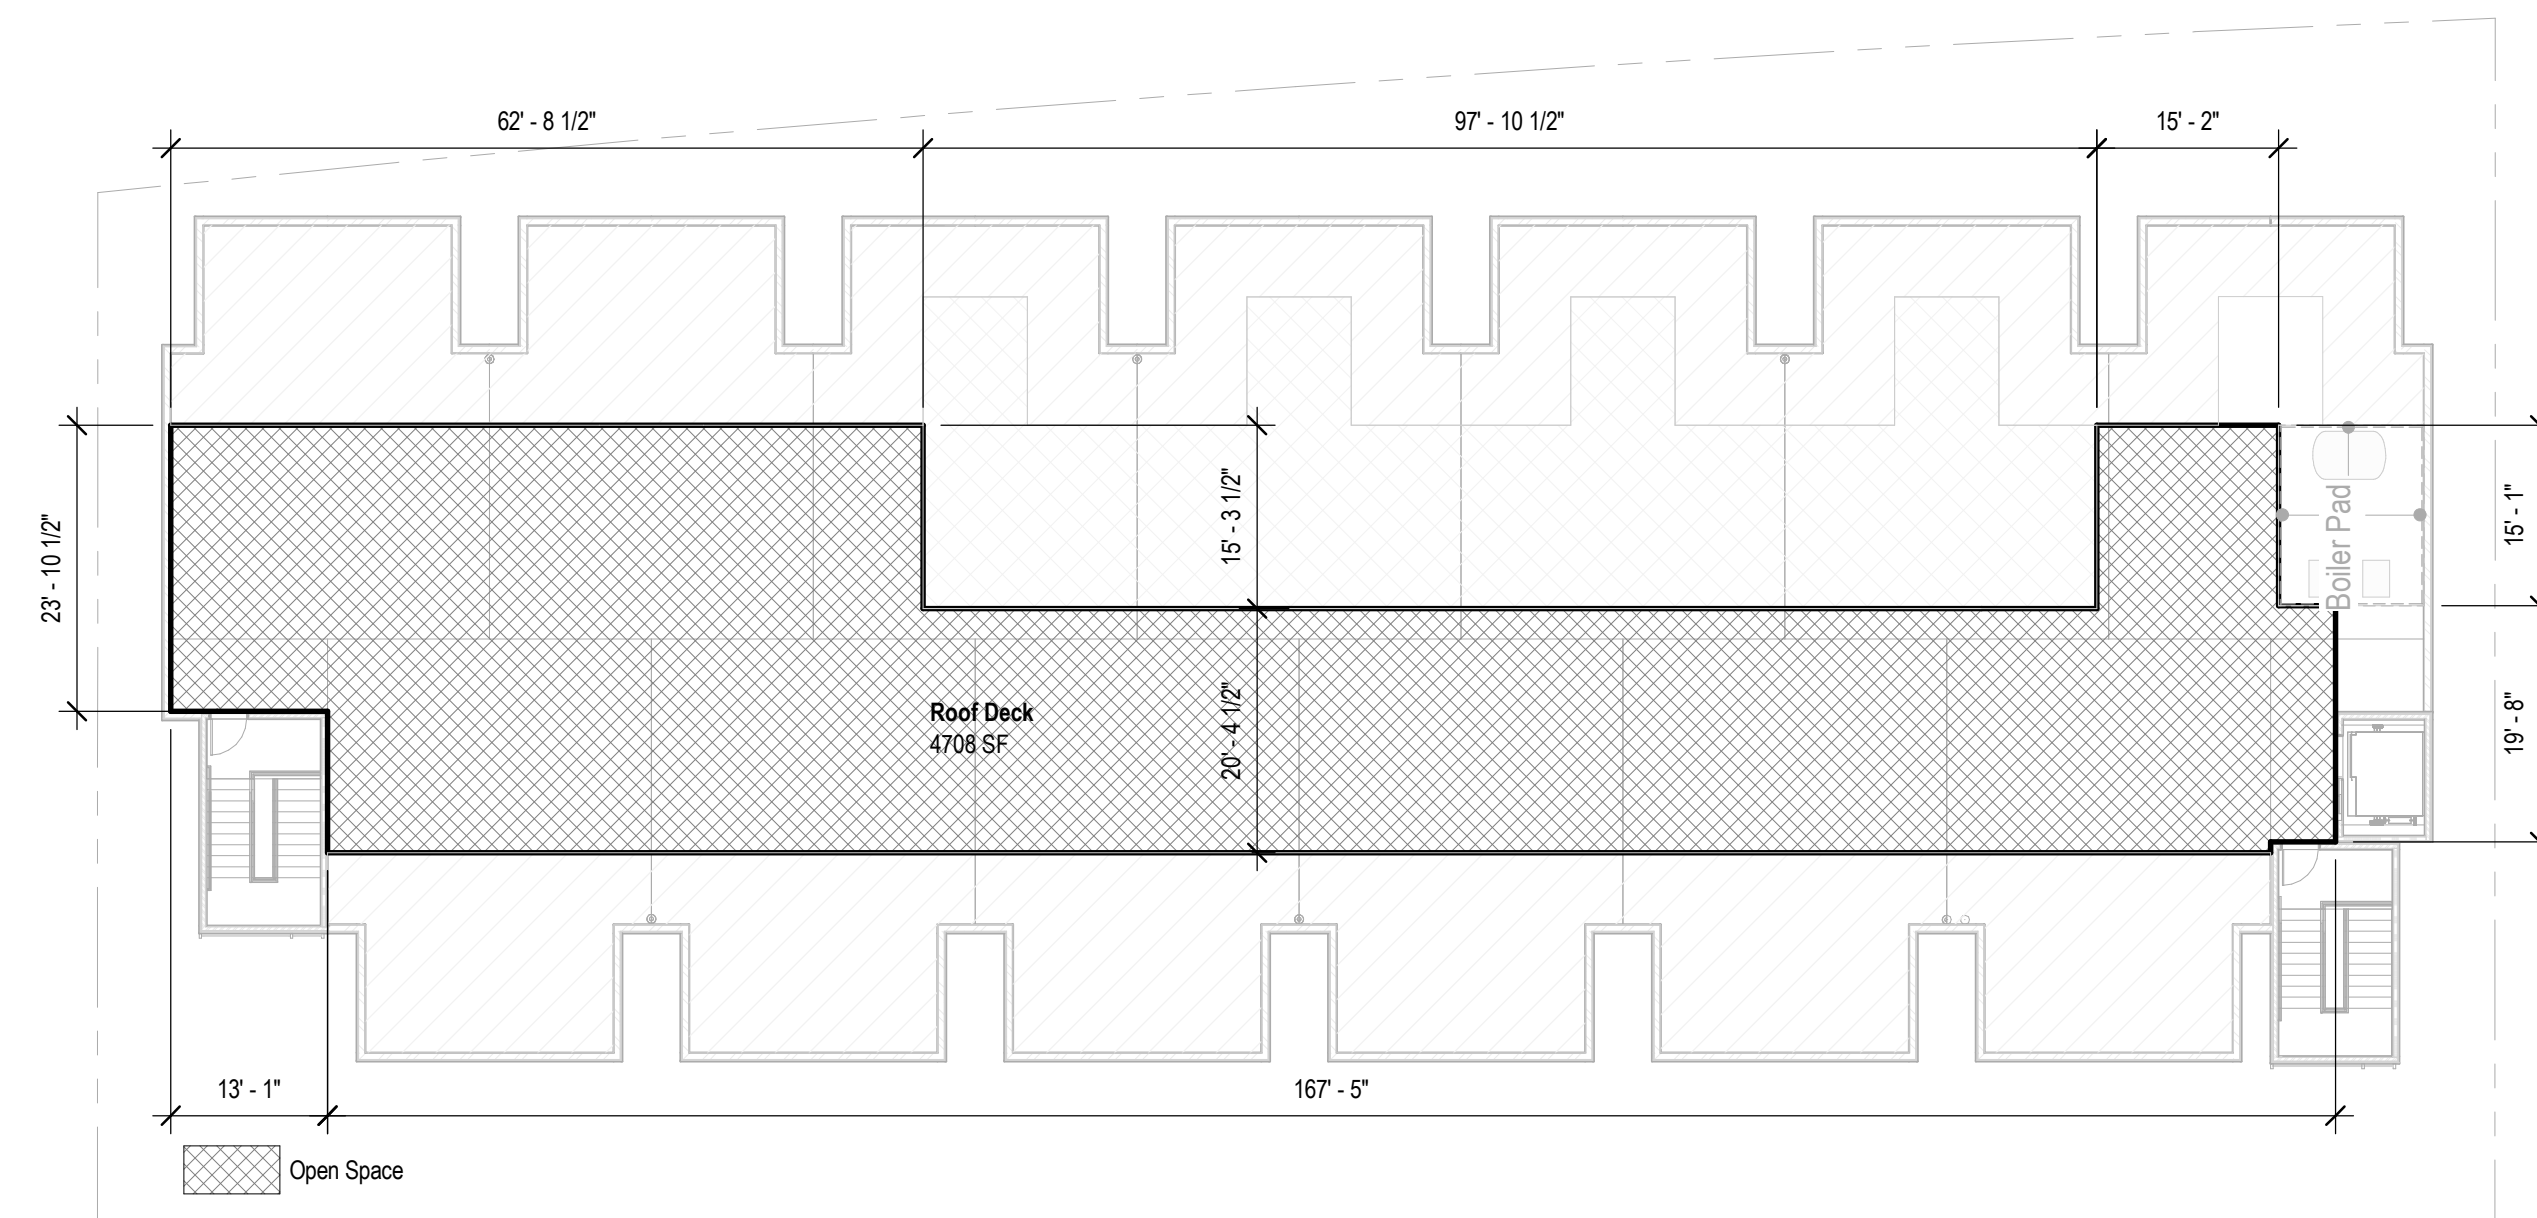 62' - 8 1/2"
97' - 10 1/2"
15' - 2"
23' - 10 1/2"
15' - 3 1/2"
Boiler Pad
15' - 1"
Roof Deck
4708 SF
20' - 4 1/2"
19' - 8"
13' - 1"
167' - 5"
Open Space